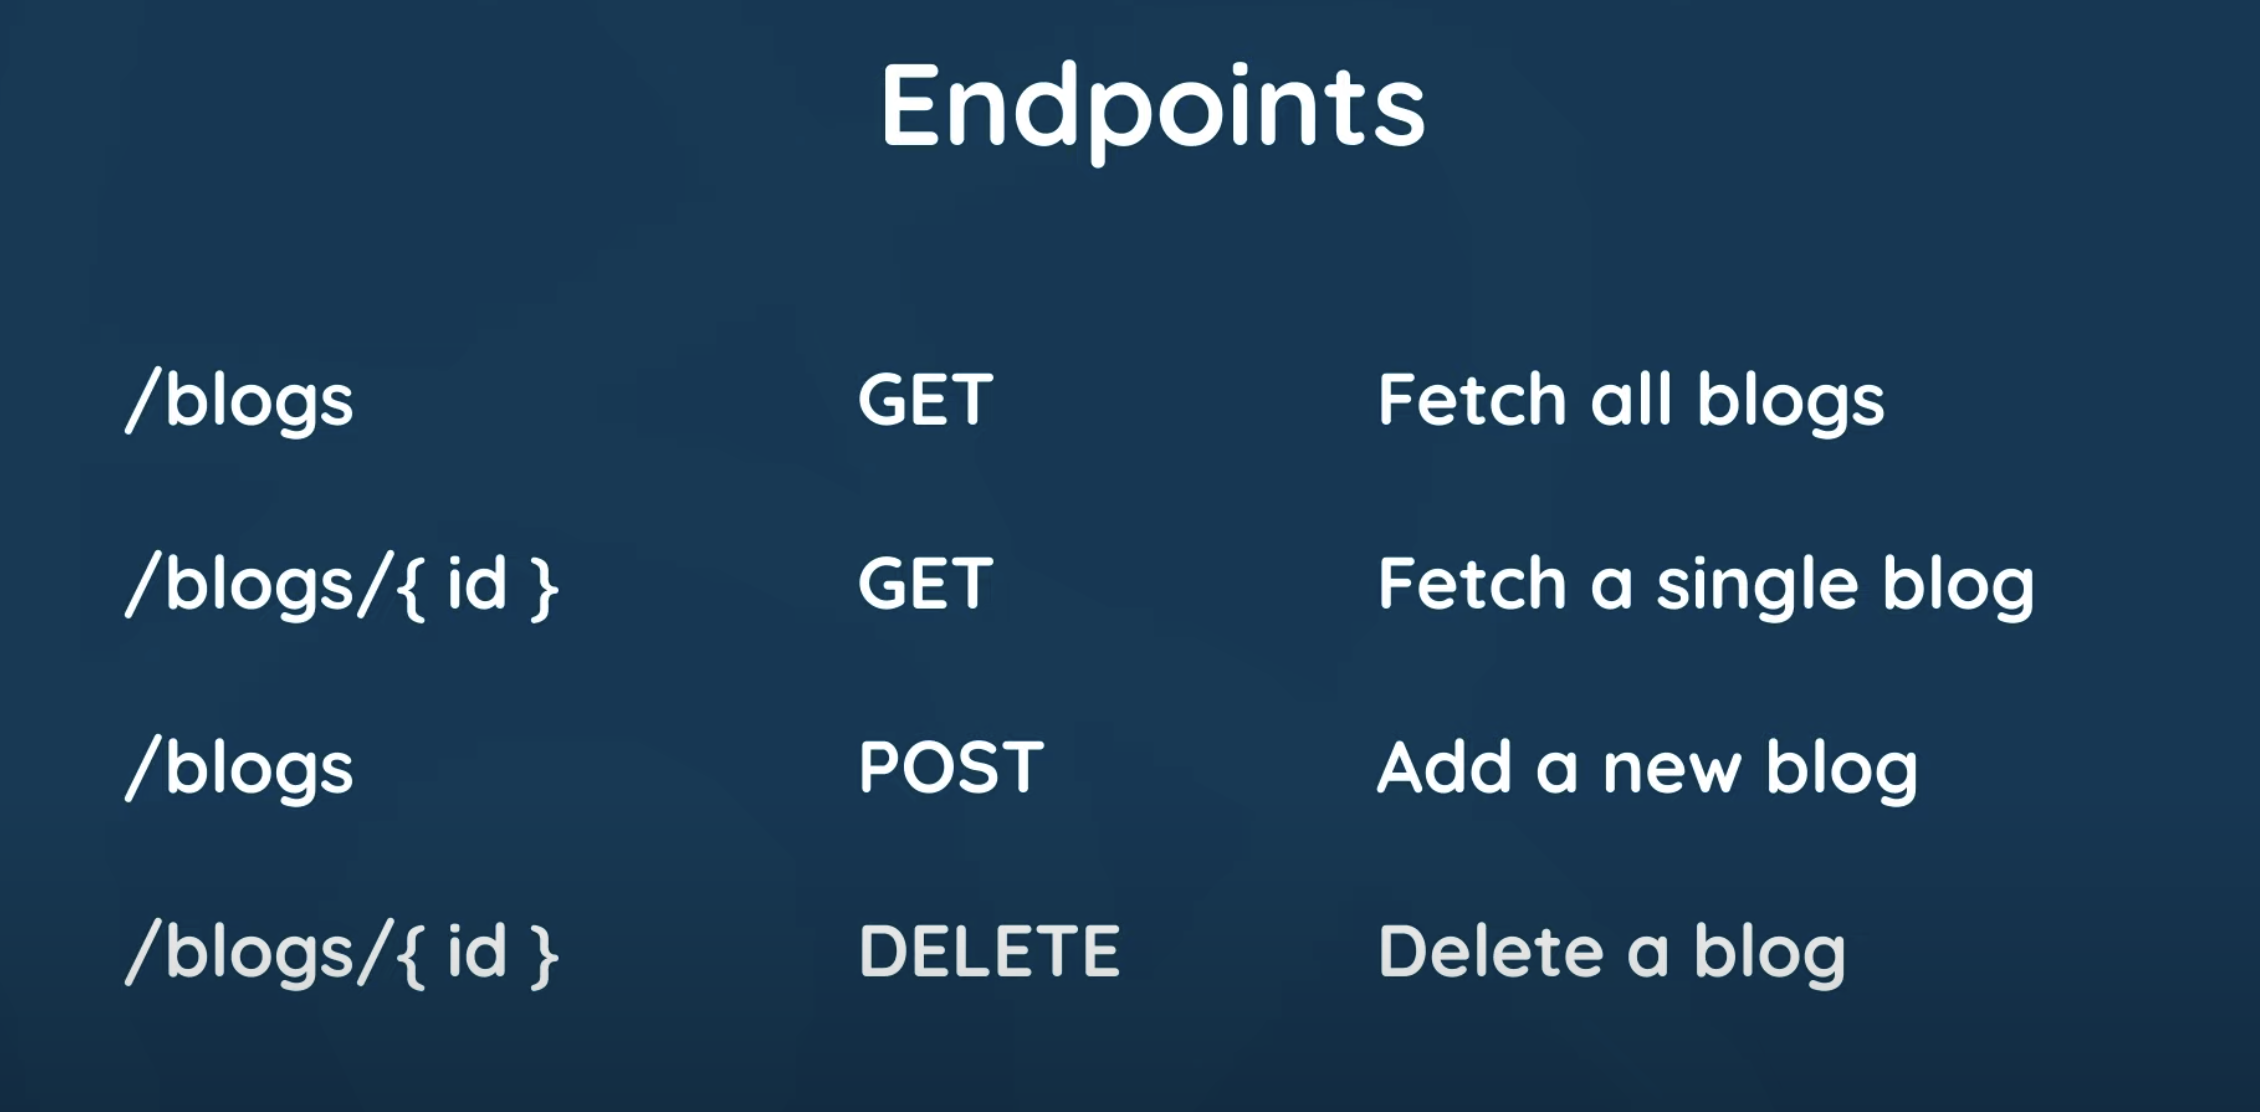 Endpoints
/blogs GET Fetch all blogs
/blogs/{ id } GET Fetch a single blog
/blogs POST Add a new blog
/blogs/{ id } DELETE Delete a blog